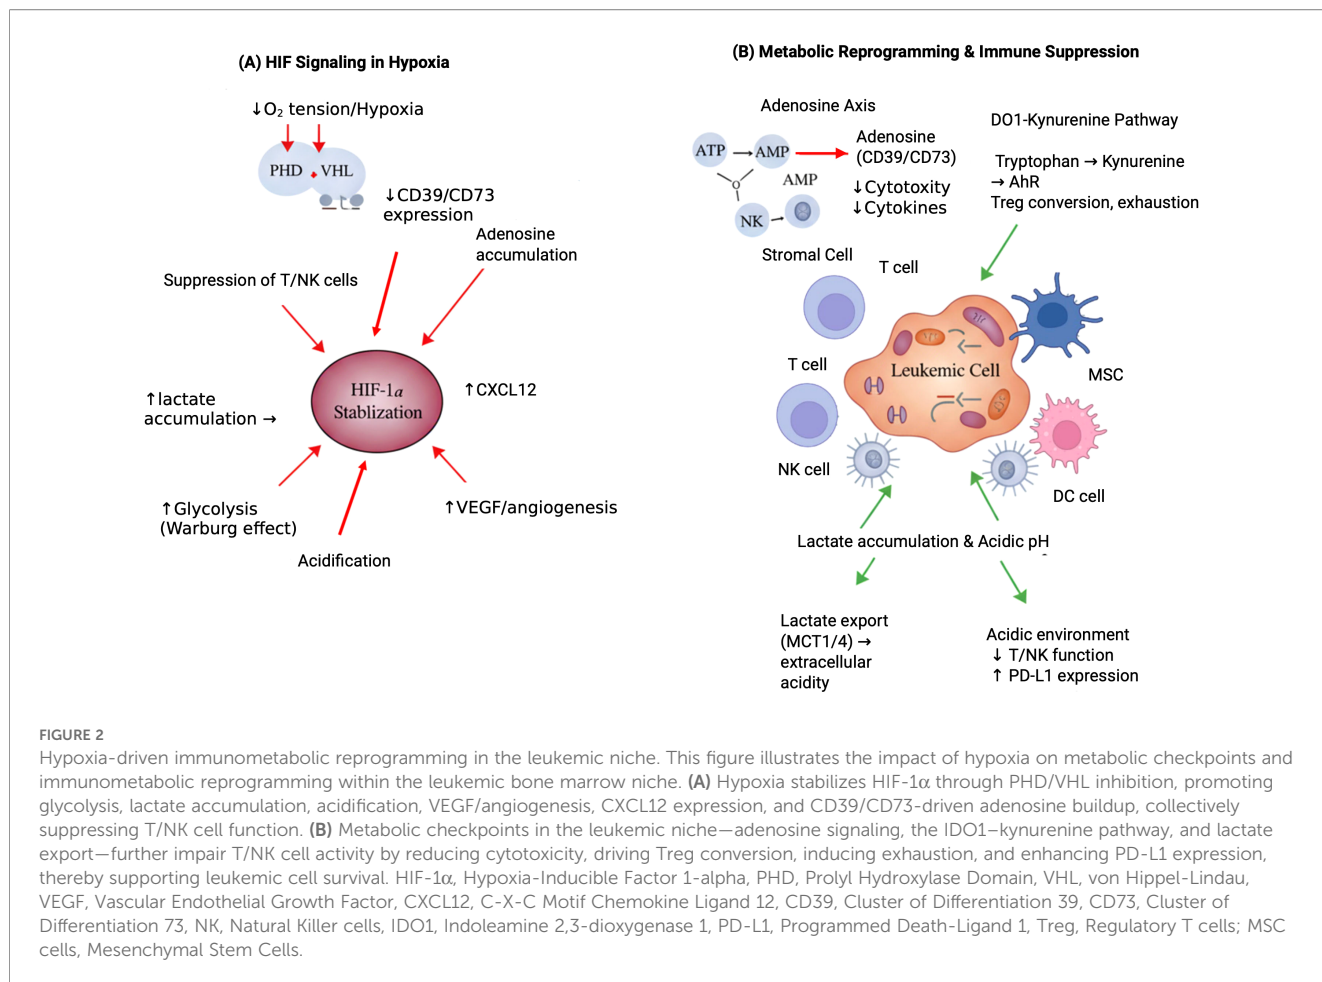 (A) HIF Signaling in Hypoxia
↓O₂ tension/Hypoxia
PHD
VHL
↓CD39/CD73
expression
Adenosine
accumulation
Suppression of T/NK cells
HIF-1α
Stablization
↑CXCL12
↑lactate
accumulation →
↑Glycolysis
(Warburg effect)
↑VEGF/angiogenesis
Acidification
(B) Metabolic Reprogramming & Immune Suppression
Adenosine Axis
ATP
AMP
Adenosine
(CD39/CD73)
AMP
↓Cytotoxity
↓Cytokines
NK
DO1-Kynurenine Pathway
Tryptophan → Kynurenine
→ AhR
Treg conversion, exhaustion
Stromal Cell
T cell
T cell
Leukemic Cell
MSC
NK cell
DC cell
Lactate accumulation & Acidic pH
Lactate export
(MCT1/4) →
extracellular
acidity
Acidic environment
↓ T/NK function
↑ PD-L1 expression
FIGURE 2
Hypoxia-driven immunometabolic reprogramming in the leukemic niche. This figure illustrates the impact of hypoxia on metabolic checkpoints and
immunometabolic reprogramming within the leukemic bone marrow niche. (A) Hypoxia stabilizes HIF-1α through PHD/VHL inhibition, promoting
glycolysis, lactate accumulation, acidification, VEGF/angiogenesis, CXCL12 expression, and CD39/CD73-driven adenosine buildup, collectively
suppressing T/NK cell function. (B) Metabolic checkpoints in the leukemic niche—adenosine signaling, the IDO1–kynurenine pathway, and lactate
export—further impair T/NK cell activity by reducing cytotoxicity, driving Treg conversion, inducing exhaustion, and enhancing PD-L1 expression,
thereby supporting leukemic cell survival. HIF-1α, Hypoxia-Inducible Factor 1-alpha, PHD, Prolyl Hydroxylase Domain, VHL, von Hippel-Lindau,
VEGF, Vascular Endothelial Growth Factor, CXCL12, C-X-C Motif Chemokine Ligand 12, CD39, Cluster of Differentiation 39, CD73, Cluster of
Differentiation 73, NK, Natural Killer cells, IDO1, Indoleamine 2,3-dioxygenase 1, PD-L1, Programmed Death-Ligand 1, Treg, Regulatory T cells; MSC
cells, Mesenchymal Stem Cells.